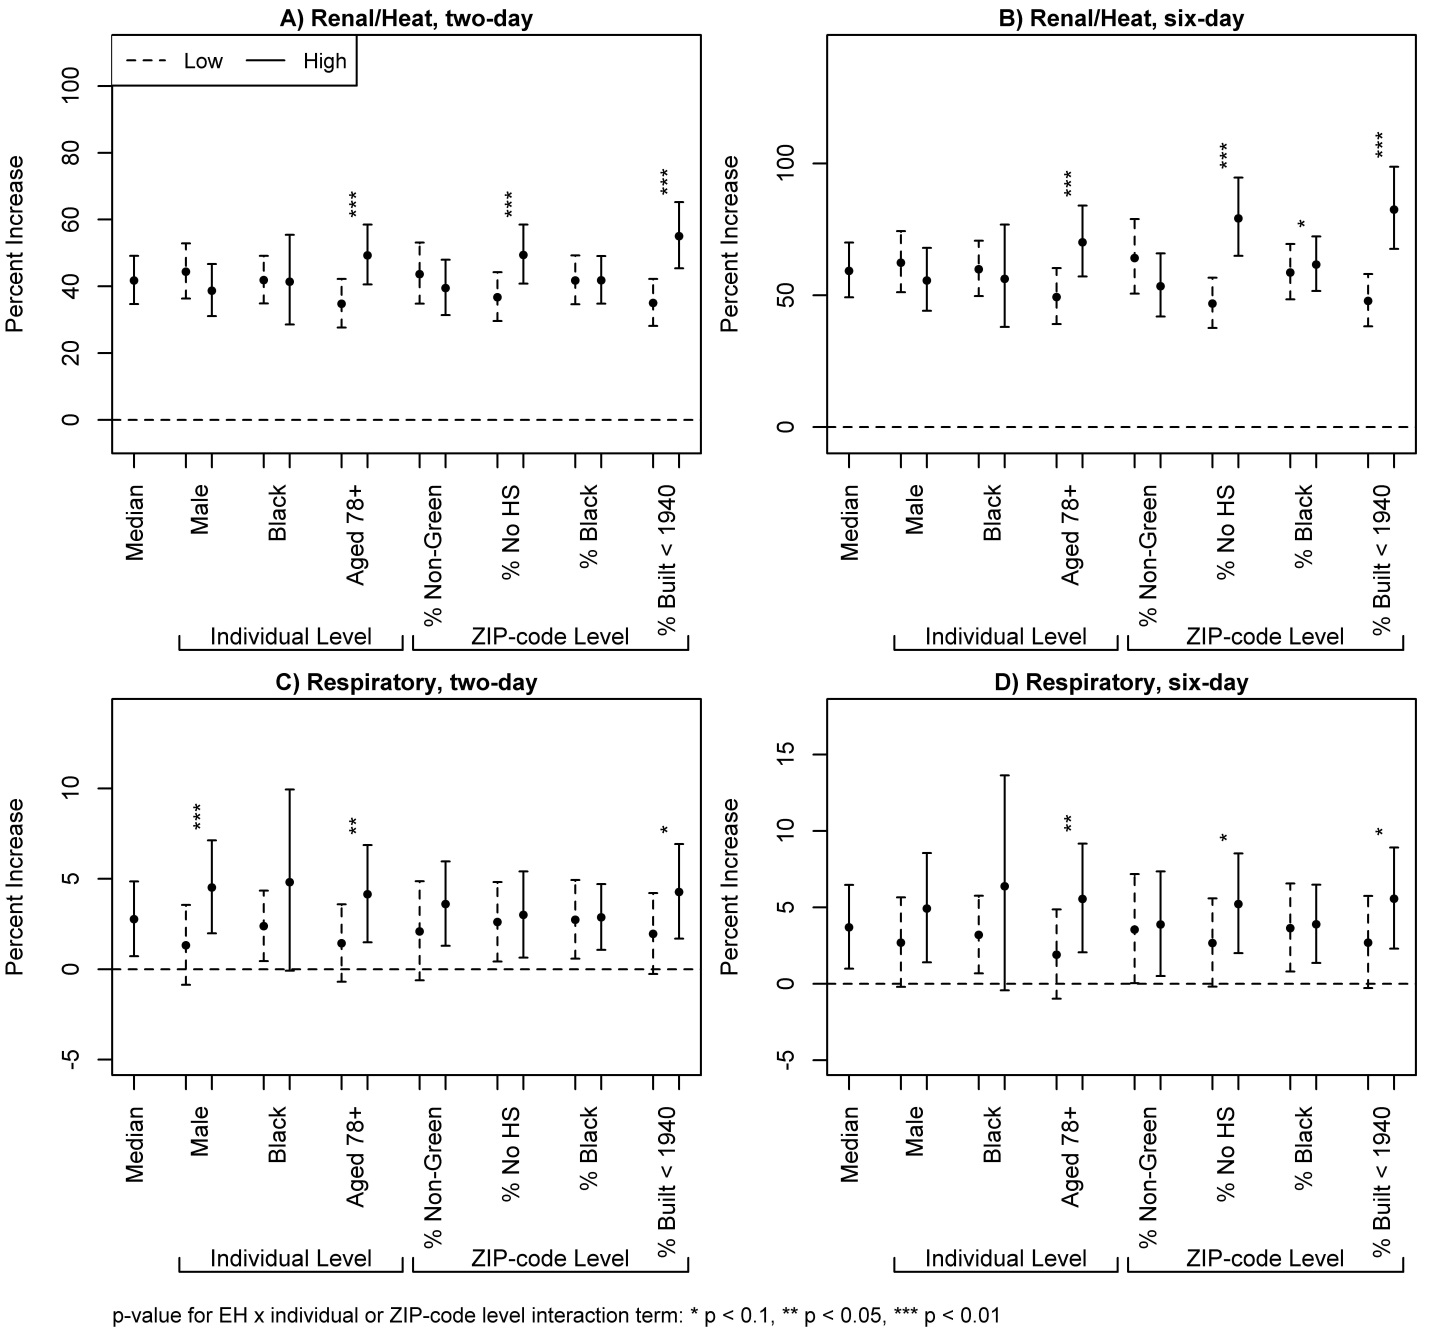 A) Renal/Heat, two-day
Low High
Percent Increase
100
80
60
40
20
0
*** *** ***
Median
Male
Black
Aged 78+
% Non-Green
% No HS
% Black
% Built < 1940
Individual Level ZIP-code Level
B) Renal/Heat, six-day
Percent Increase
100
50
0
*** *** * ***
Median
Male
Black
Aged 78+
% Non-Green
% No HS
% Black
% Built < 1940
Individual Level ZIP-code Level
C) Respiratory, two-day
Percent Increase
10
5
0
-5
*** ** *
Median
Male
Black
Aged 78+
% Non-Green
% No HS
% Black
% Built < 1940
Individual Level ZIP-code Level
D) Respiratory, six-day
Percent Increase
15
10
5
0
-5
** * *
Median
Male
Black
Aged 78+
% Non-Green
% No HS
% Black
% Built < 1940
Individual Level ZIP-code Level
p-value for EH x individual or ZIP-code level interaction term: * p < 0.1, ** p < 0.05, *** p < 0.01